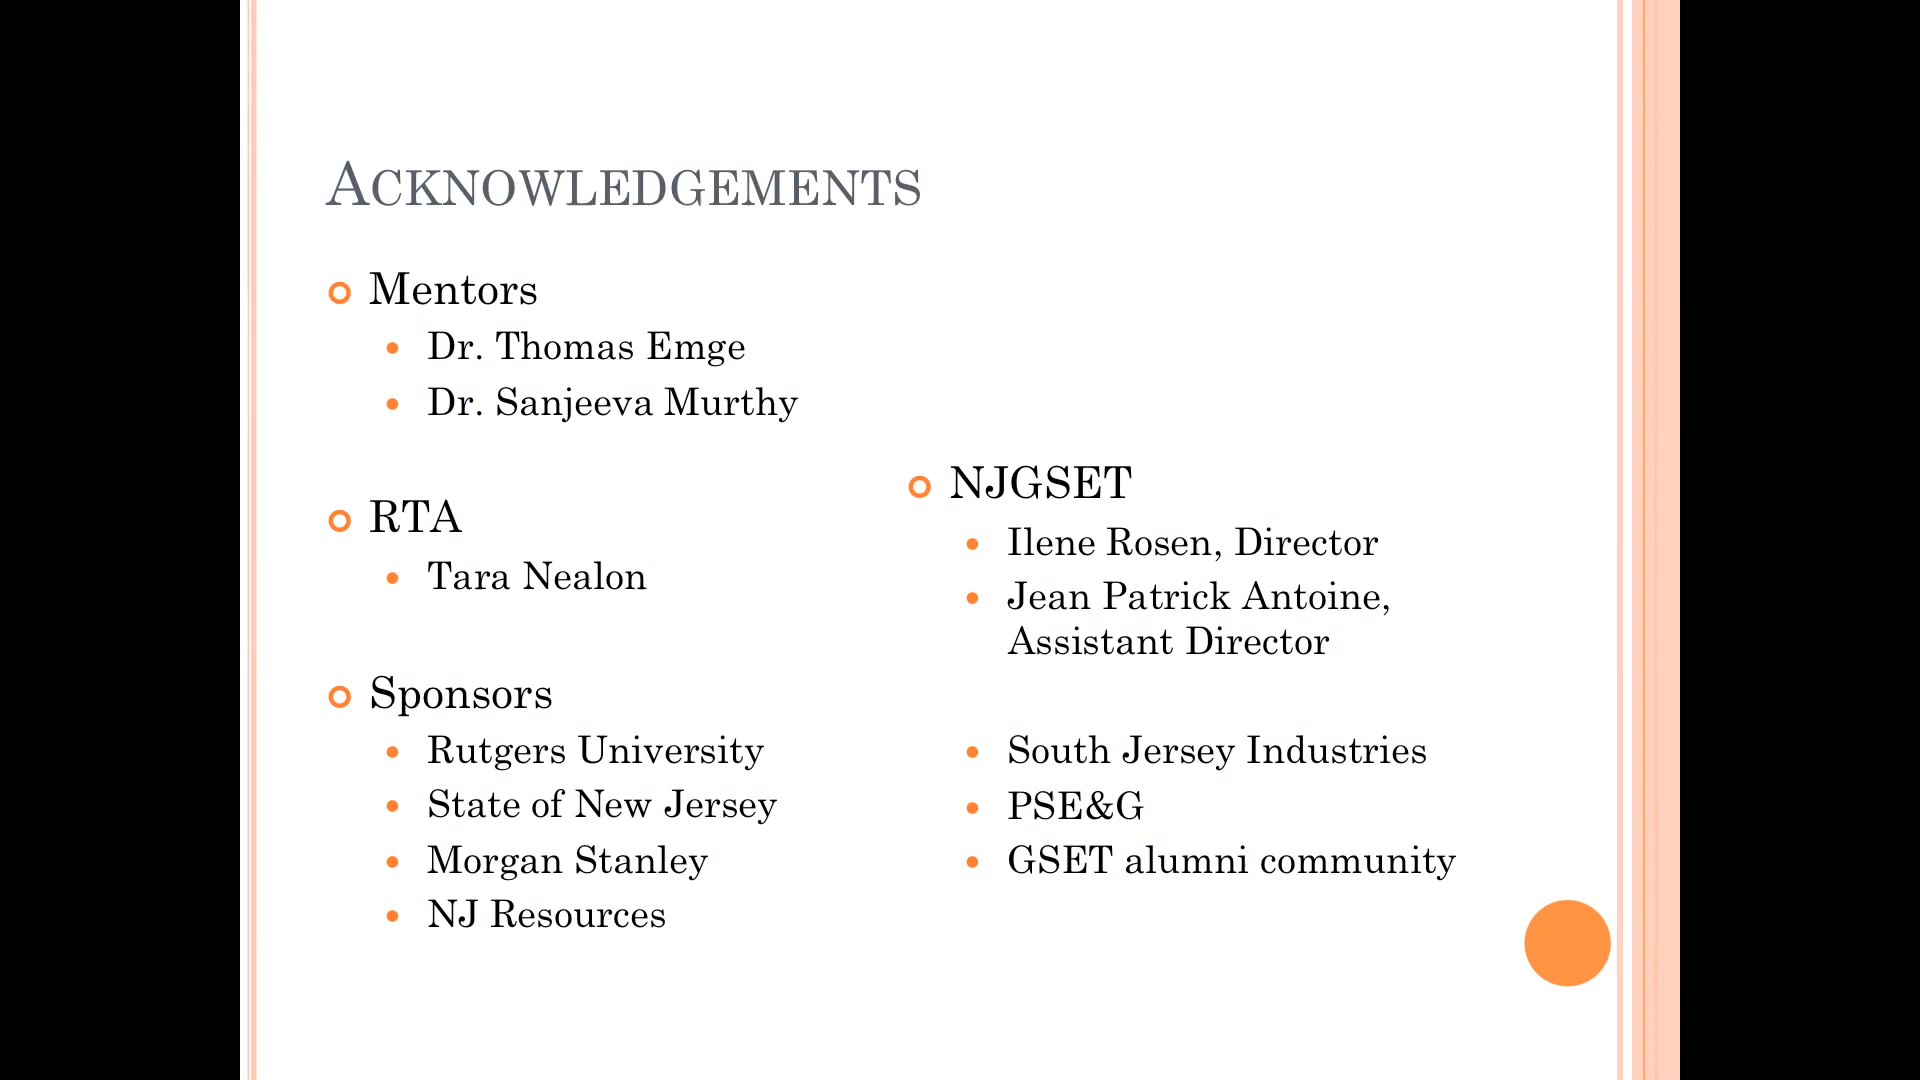 ACKNOWLEDGEMENTS
Mentors
Dr. Thomas Emge
Dr. Sanjeeva Murthy
RTA
Tara Nealon
NJGSET
Ilene Rosen, Director
Jean Patrick Antoine,
Assistant Director
Sponsors
Rutgers University
State of New Jersey
Morgan Stanley
NJ Resources
South Jersey Industries
PSE&G
GSET alumni community